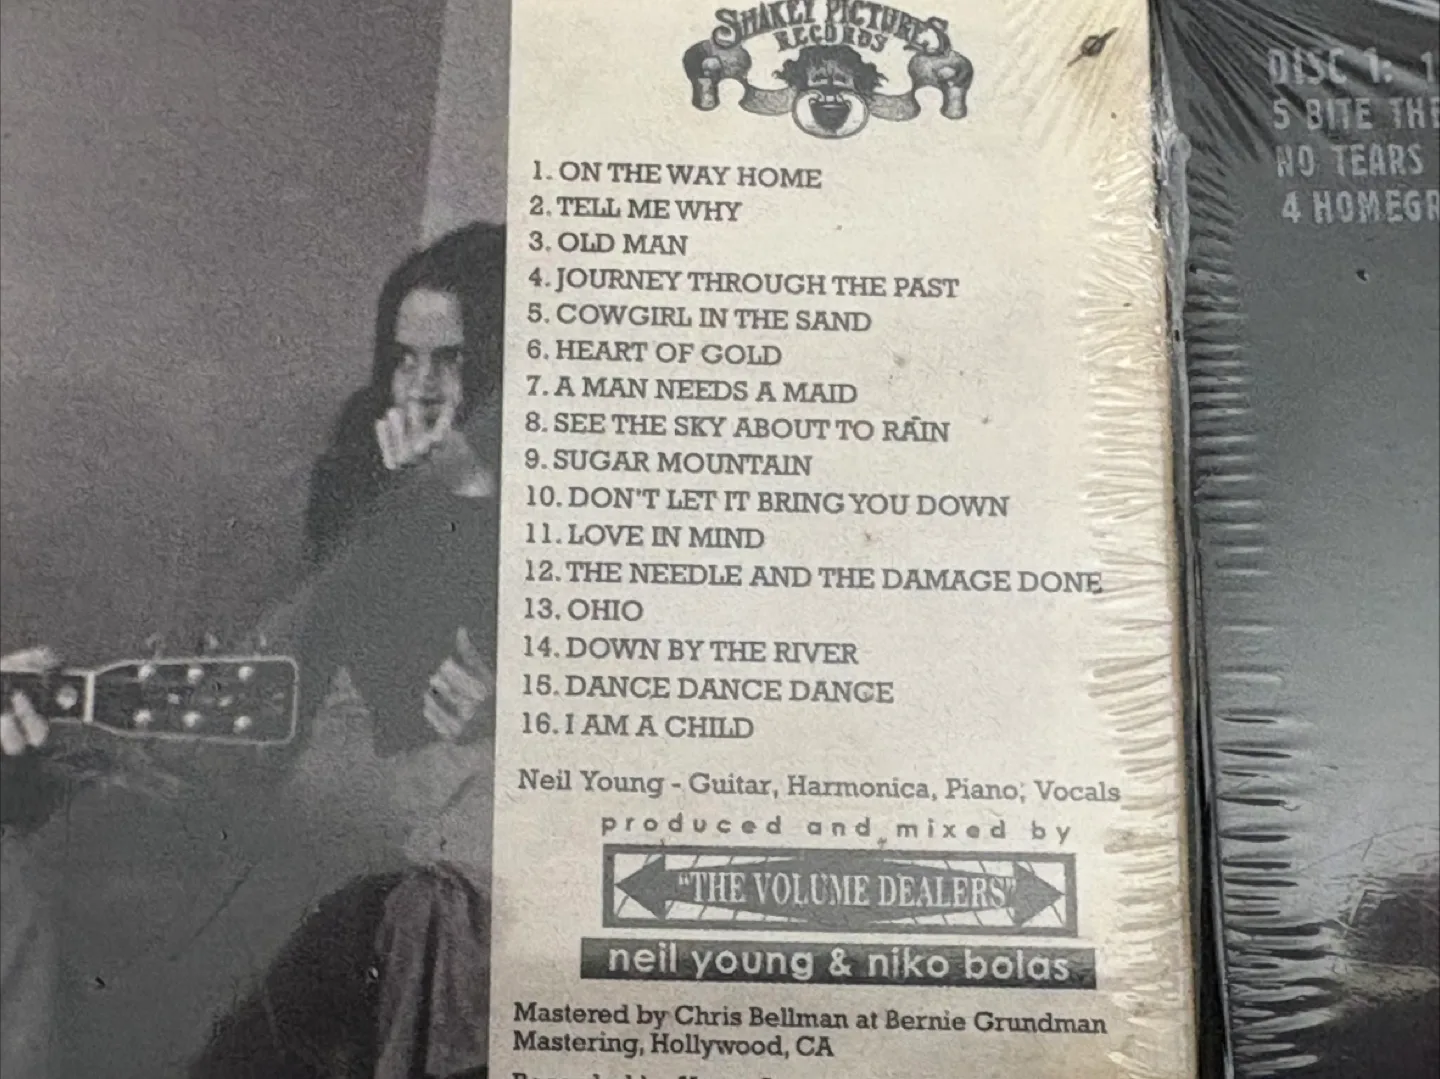 SHAKEY PICTURES
RECORDS
1. ON THE WAY HOME
2. TELL ME WHY
3. OLD MAN
4. JOURNEY THROUGH THE PAST
5. COWGIRL IN THE SAND
6. HEART OF GOLD
7. A MAN NEEDS A MAID
8. SEE THE SKY ABOUT TO RAIN
9. SUGAR MOUNTAIN
10. DON'T LET IT BRING YOU DOWN
11. LOVE IN MIND
12. THE NEEDLE AND THE DAMAGE DONE
13. OHIO
14. DOWN BY THE RIVER
15. DANCE DANCE DANCE
16. I AM A CHILD
Neil Young - Guitar, Harmonica, Piano, Vocals
produced and mixed by
"THE VOLUME DEALERS"
neil young & niko bolas
Mastered by Chris Bellman at Bernie Grundman
Mastering, Hollywood, CA
DISC 1: 1
5 BITE THE
NO TEARS
4 HOMEGR